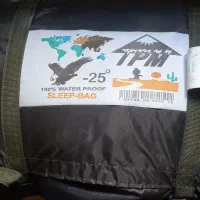 -25°
TPM
100% WATER PROOF
SLEEP-BAG